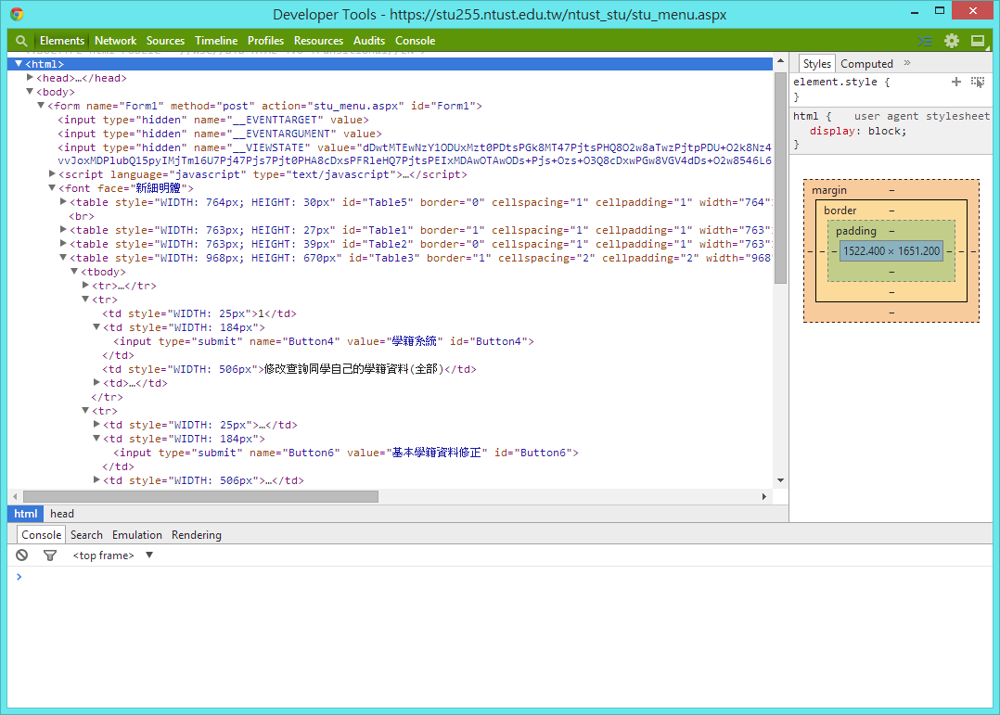 Developer Tools - https://stu255.ntust.edu.tw/ntust_stu/stu_menu.aspx
Elements Network Sources Timeline Profiles Resources Audits Console
<html>
<head>…</head>
<body>
<form name="Form1" method="post" action="stu_menu.aspx" id="Form1">
<input type="hidden" name="__EVENTTARGET" value>
<input type="hidden" name="__EVENTARGUMENT" value>
<input type="hidden" name="__VIEWSTATE" value="dDwtMTEwNzY1ODUxMzt0PDtsPGk8MT47PjtsPHQ8O2w8aTwzPjtpPDU+O2k8Nz4
vvJoxMDPlubQ15pyIMjTml6U7Pj47Pjs7Pjt0PHA8cDxsPFRleHQ7PjtsPEIxMDAwOTAwODs+Pjs+Ozs+O3Q8cDxwPGw8VGV4dDs+O2w8546L6
<script language="javascript" type="text/javascript">…</script>
<font face="新細明體">
<table style="WIDTH: 764px; HEIGHT: 30px" id="Table5" border="0" cellspacing="1" cellpadding="1" width="764"
<br>
<table style="WIDTH: 763px; HEIGHT: 27px" id="Table1" border="0" cellspacing="1" cellpadding="1" width="763"
<table style="WIDTH: 763px; HEIGHT: 39px" id="Table2" border="0" cellspacing="1" cellpadding="1" width="763"
<table style="WIDTH: 968px; HEIGHT: 670px" id="Table3" border="1" cellspacing="2" cellpadding="2" width="968"
<tbody>
<tr>…</tr>
<tr>
<td style="WIDTH: 25px">1</td>
<td style="WIDTH: 184px">
<input type="submit" name="Button4" value="學籍系統" id="Button4">
</td>
<td style="WIDTH: 506px">修改查詢同學自己的學籍資料(全部)</td>
<td>…</td>
</tr>
<tr>
<td style="WIDTH: 25px">…</td>
<td style="WIDTH: 184px">
<input type="submit" name="Button6" value="基本學籍資料修正" id="Button6">
</td>
<td style="WIDTH: 506px">…</td>
html head
Styles Computed »
element.style {
}
html { user agent stylesheet
display: block;
}
margin –
border –
padding –
– – – 1522.400 × 1651.200 – – –
–
–
–
Console Search Emulation Rendering
<top frame> ▼
>